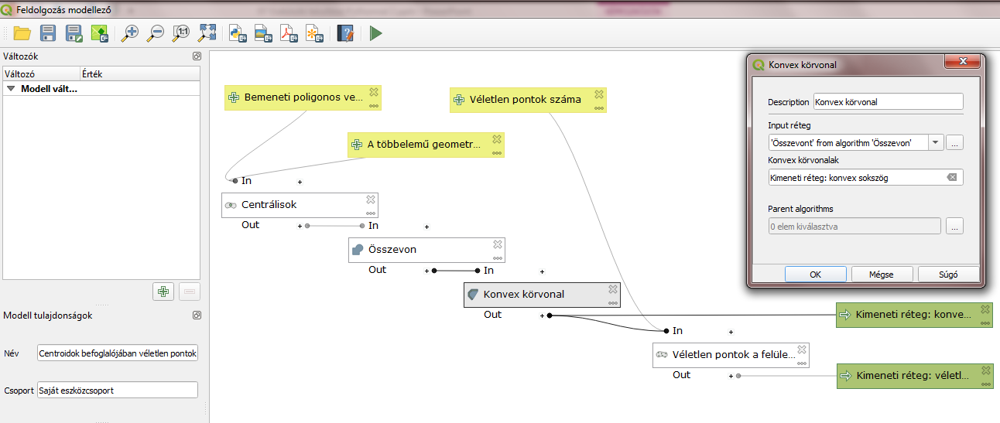 Feldolgozás modellező
1:1
Változók
Változó Érték
Modell vált...
Modell tulajdonságok
Név Centroidok befoglalójában véletlen pontok
Csoport Saját eszközcsoport
Bemeneti poligonos ve...
Véletlen pontok száma
A többelemű geometr...
In +
Centrálisok
Out + In +
Összevon
Out + In +
Konvex körvonal
Out +
Kimeneti réteg: konve...
In +
Véletlen pontok a felüle...
Out +
Kimeneti réteg: véletl...
Konvex körvonal
Description Konvex körvonal
Input réteg
'Összevont' from algorithm 'Összevon' ...
Konvex körvonalak
Kimeneti réteg: konvex sokszög
Parent algorithms
0 elem kiválasztva ...
OK Mégse Súgó